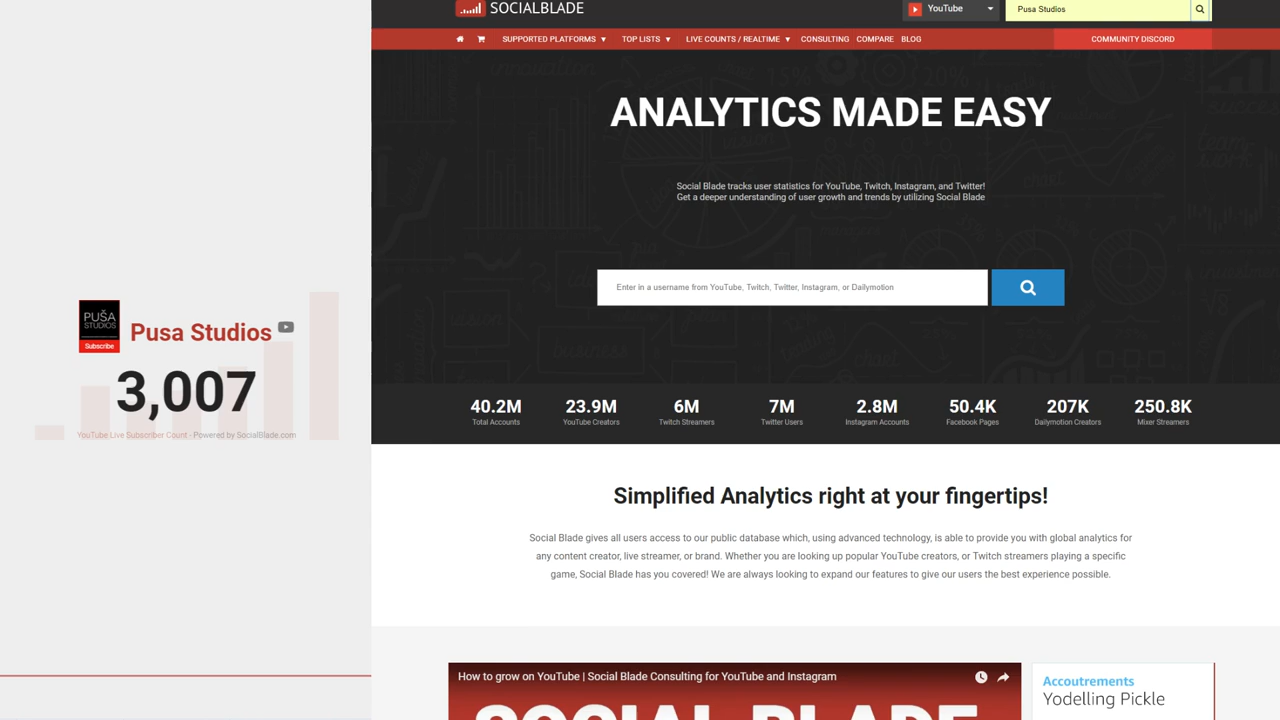 SOCIALBLADE
YouTube
Pusa Studios
SUPPORTED PLATFORMS
TOP LISTS
LIVE COUNTS / REALTIME
CONSULTING
COMPARE
BLOG
COMMUNITY DISCORD
ANALYTICS MADE EASY
Social Blade tracks user statistics for YouTube, Twitch, Instagram, and Twitter!
Get a deeper understanding of user growth and trends by utilizing Social Blade
Enter in a username from YouTube, Twitch, Twitter, Instagram, or Dailymotion
PUŠA
STUDIOS
Subscribe
Pusa Studios
3,007
YouTube Live Subscriber Count - Powered by SocialBlade.com
40.2M
Total Accounts
23.9M
YouTube Creators
6M
Twitch Streamers
7M
Twitter Users
2.8M
Instagram Accounts
50.4K
Facebook Pages
207K
Dailymotion Creators
250.8K
Mixer Streamers
Simplified Analytics right at your fingertips!
Social Blade gives all users access to our public database which, using advanced technology, is able to provide you with global analytics for
any content creator, live streamer, or brand. Whether you are looking up popular YouTube creators, or Twitch streamers playing a specific
game, Social Blade has you covered! We are always looking to expand our features to give our users the best experience possible.
How to grow on YouTube | Social Blade Consulting for YouTube and Instagram
SOCIAL BLADE
Accoutrements
Yodelling Pickle